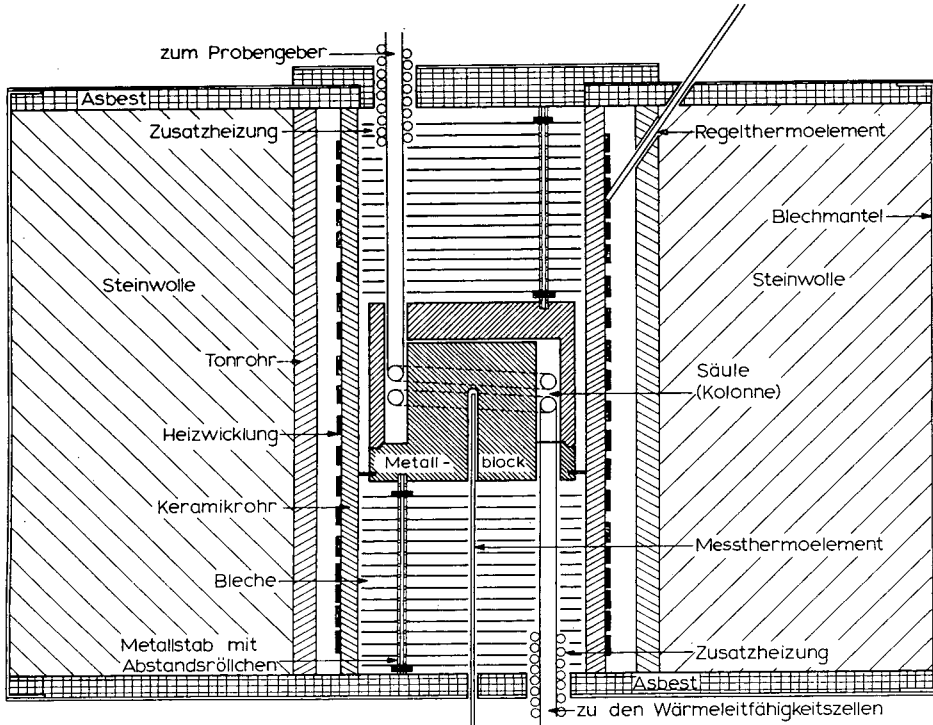 zum Probengeber
Asbest
Zusatzheizung
Regelthermoelement
Blechmantel
Steinwolle
Steinwolle
Tonrohr
Säule
(Kolonne)
Heizwicklung
Metall-block
Keramikrohr
Messthermoelement
Bleche
Metallstab mit
Abstandsröllchen
Zusatzheizung
Asbest
zu den Wärmeleitfähigkeitszellen